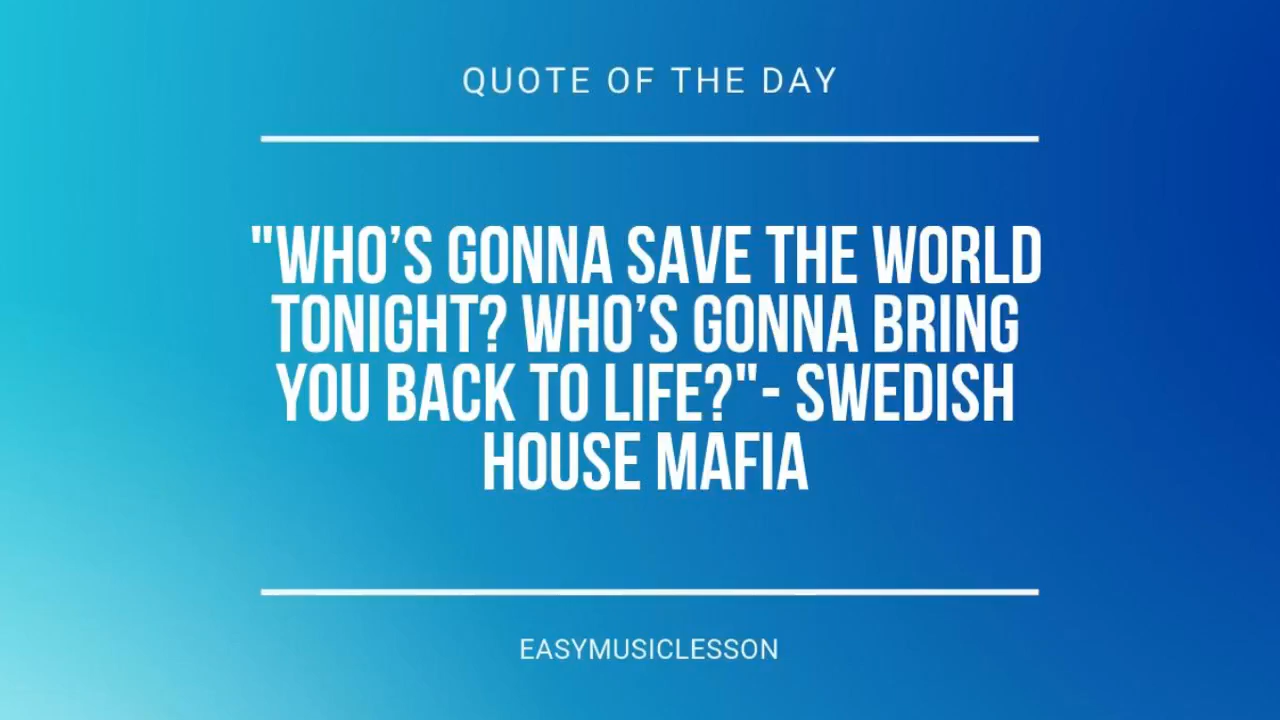 QUOTE OF THE DAY
"WHO’S GONNA SAVE THE WORLD
TONIGHT? WHO’S GONNA BRING
YOU BACK TO LIFE?"- SWEDISH
HOUSE MAFIA
EASYMUSICLESSON